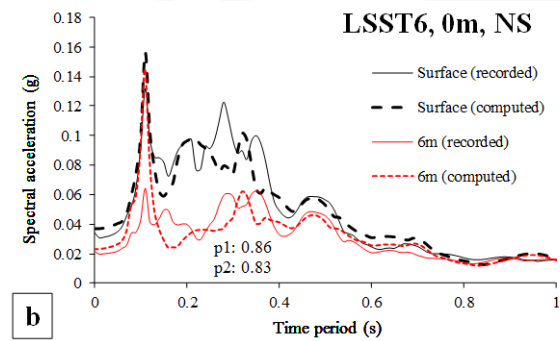 LSST6, 0m, NS
0.18
0.16
0.14
0.12
0.1
0.08
0.06
0.04
0.02
0
Spectral acceleration (g)
Surface (recorded)
Surface (computed)
6m (recorded)
6m (computed)
p1: 0.86
p2: 0.83
0 0.2 0.4 0.6 0.8 1
Time period (s)
b